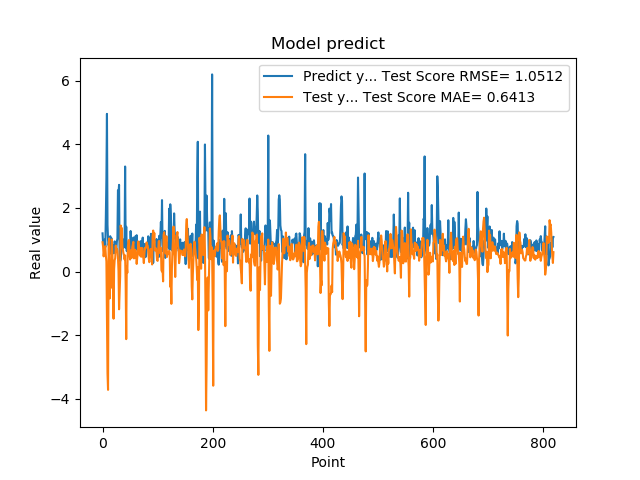 Model predict
Predict y... Test Score RMSE= 1.0512
Test y... Test Score MAE= 0.6413
6
4
2
0
−2
−4
Real value
0 200 400 600 800
Point